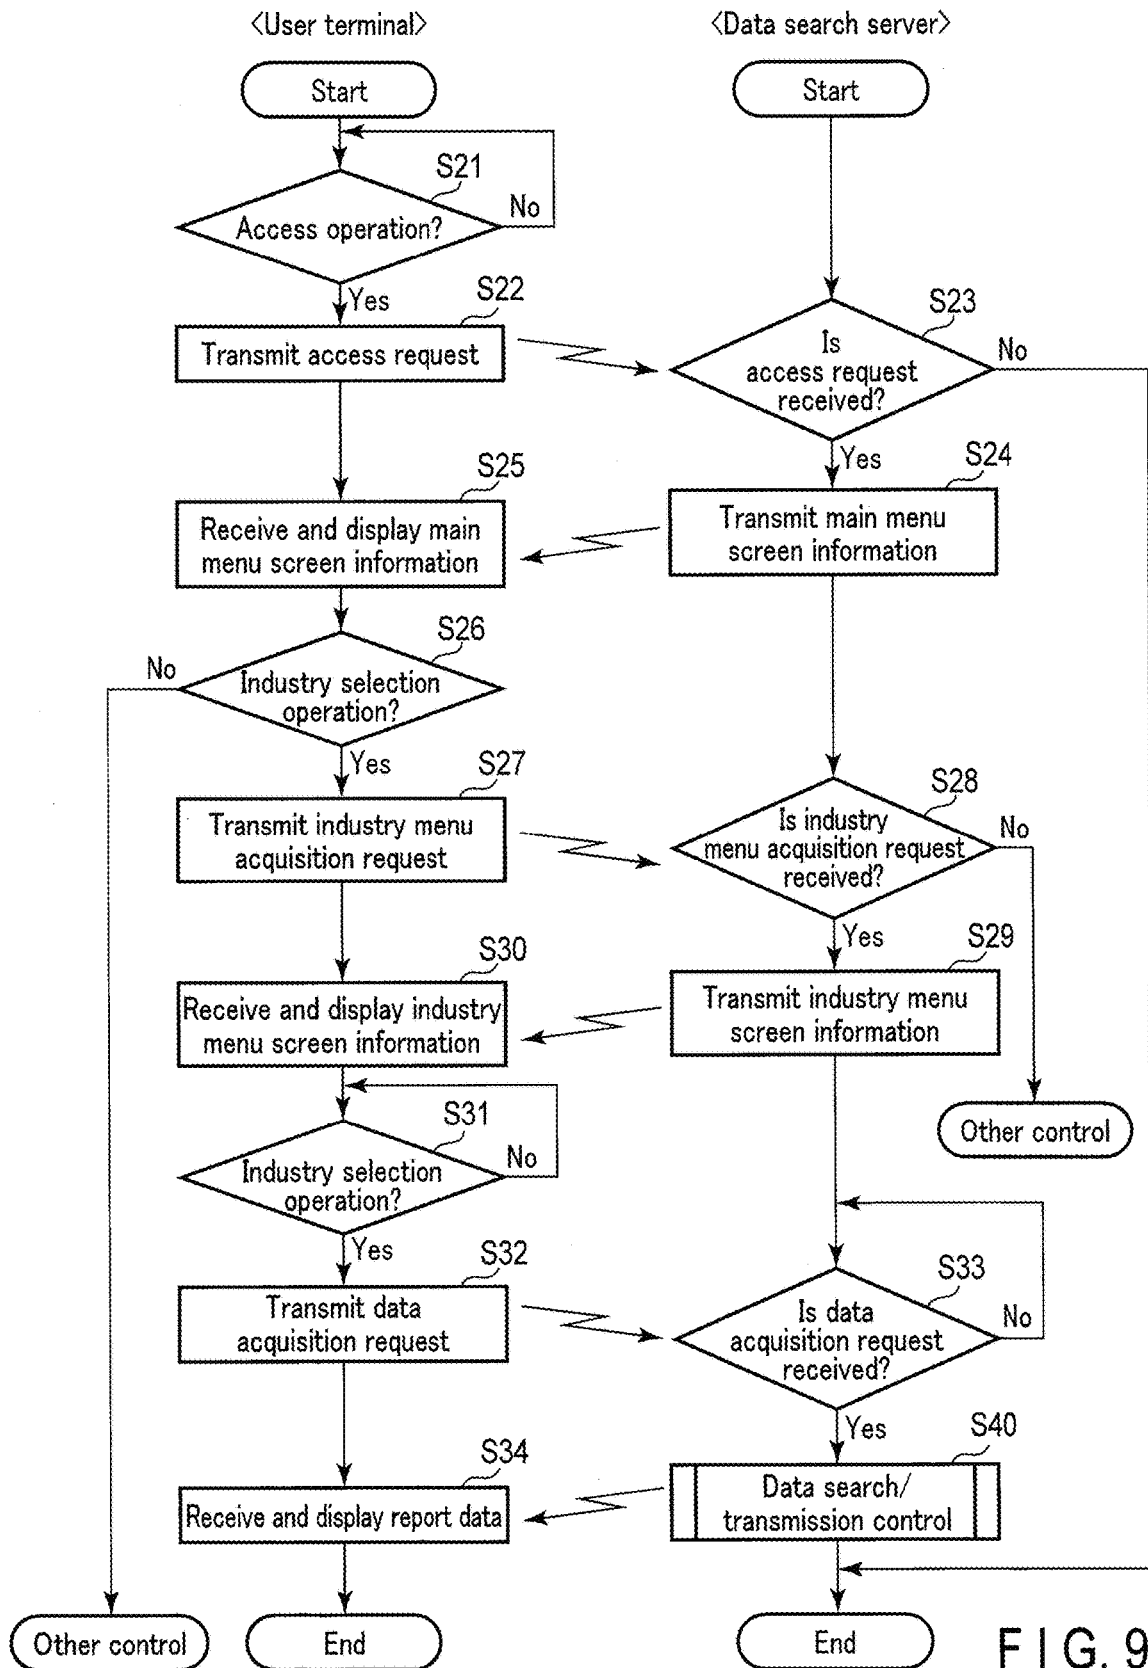 <User terminal>
<Data search server>
Start
Start
S21
Access operation?
No
Yes
S22
Transmit access request
S23
Is
access request
received?
No
Yes
S24
Transmit main menu
screen information
S25
Receive and display main
menu screen information
S26
Industry selection
operation?
No
Yes
S27
Transmit industry menu
acquisition request
S28
Is industry
menu acquisition request
received?
No
Yes
S29
Transmit industry menu
screen information
Other control
S30
Receive and display industry
menu screen information
S31
Industry selection
operation?
No
Yes
S32
Transmit data
acquisition request
S33
Is data
acquisition request
received?
No
Yes
S40
Data search/
transmission control
S34
Receive and display report data
Other control
End
End
FIG. 9